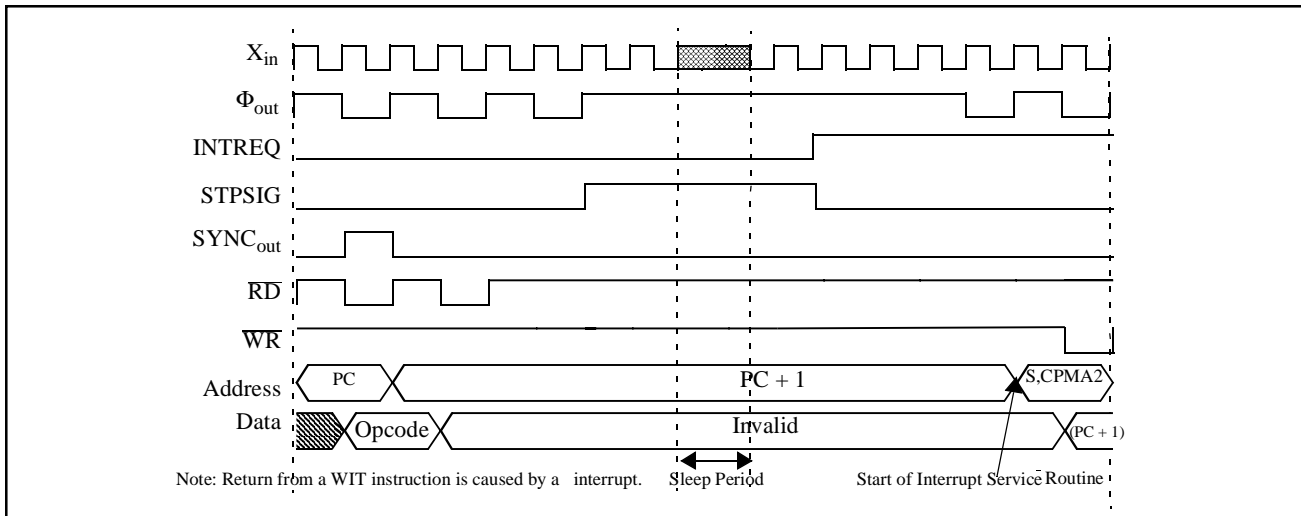 Xin
Φout
INTREQ
STPSIG
SYNCout
RD
WR
Address PC PC + 1 S,CPMA2
Data Opcode Invalid (PC + 1)
Note: Return from a WIT instruction is caused by a interrupt. Sleep Period Start of Interrupt Service Routine